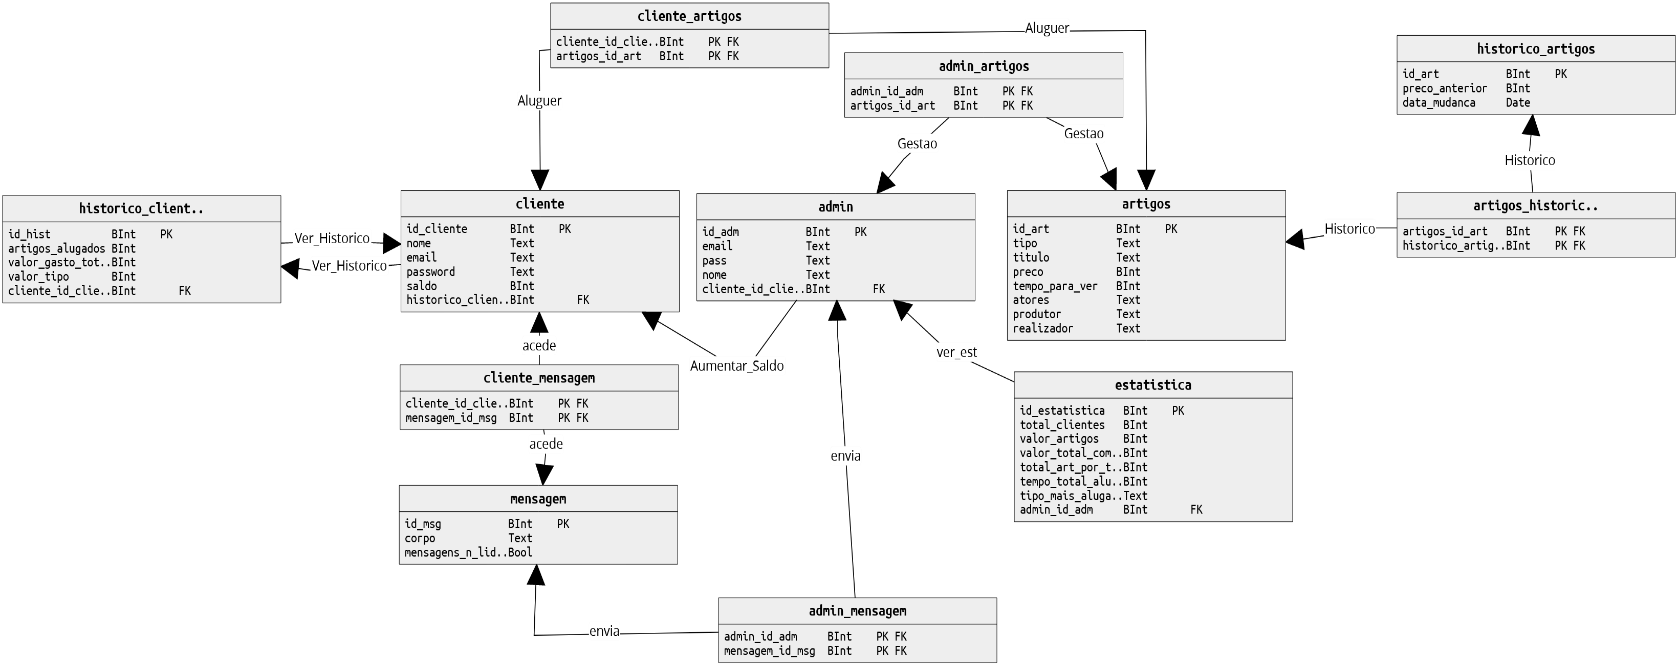 cliente_artigos
cliente_id_clie..BInt PK FK
artigos_id_art BInt PK FK
Aluguer
Aluguer
admin_artigos
admin_id_adm BInt PK FK
artigos_id_art BInt PK FK
Gestao
Gestao
historico_artigos
id_art BInt PK
preco_anterior BInt
data_mudanca Date
Historico
historico_client..
id_hist BInt PK
artigos_alugados BInt
valor_gasto_tot..BInt
valor_tipo BInt
cliente_id_clie..BInt FK
Ver_Historico
Ver_Historico
cliente
id_cliente BInt PK
nome Text
email Text
password Text
saldo BInt
historico_clien..BInt FK
admin
id_adm BInt PK
email Text
pass Text
nome Text
cliente_id_clie..BInt FK
artigos
id_art BInt PK
tipo Text
titulo Text
preco BInt
tempo_para_ver BInt
atores Text
produtor Text
realizador Text
Historico
artigos_historic..
artigos_id_art BInt PK FK
historico_artig..BInt PK FK
acede
Aumentar_Saldo
ver_est
cliente_mensagem
cliente_id_clie..BInt PK FK
mensagem_id_msg BInt PK FK
acede
envia
estatistica
id_estatistica BInt PK
total_clientes BInt
valor_artigos BInt
valor_total_com..BInt
total_art_por_t..BInt
tempo_total_alu..BInt
tipo_mais_aluga..Text
admin_id_adm BInt FK
mensagem
id_msg BInt PK
corpo Text
mensagens_n_lid..Bool
envia
admin_mensagem
admin_id_adm BInt PK FK
mensagem_id_msg BInt PK FK